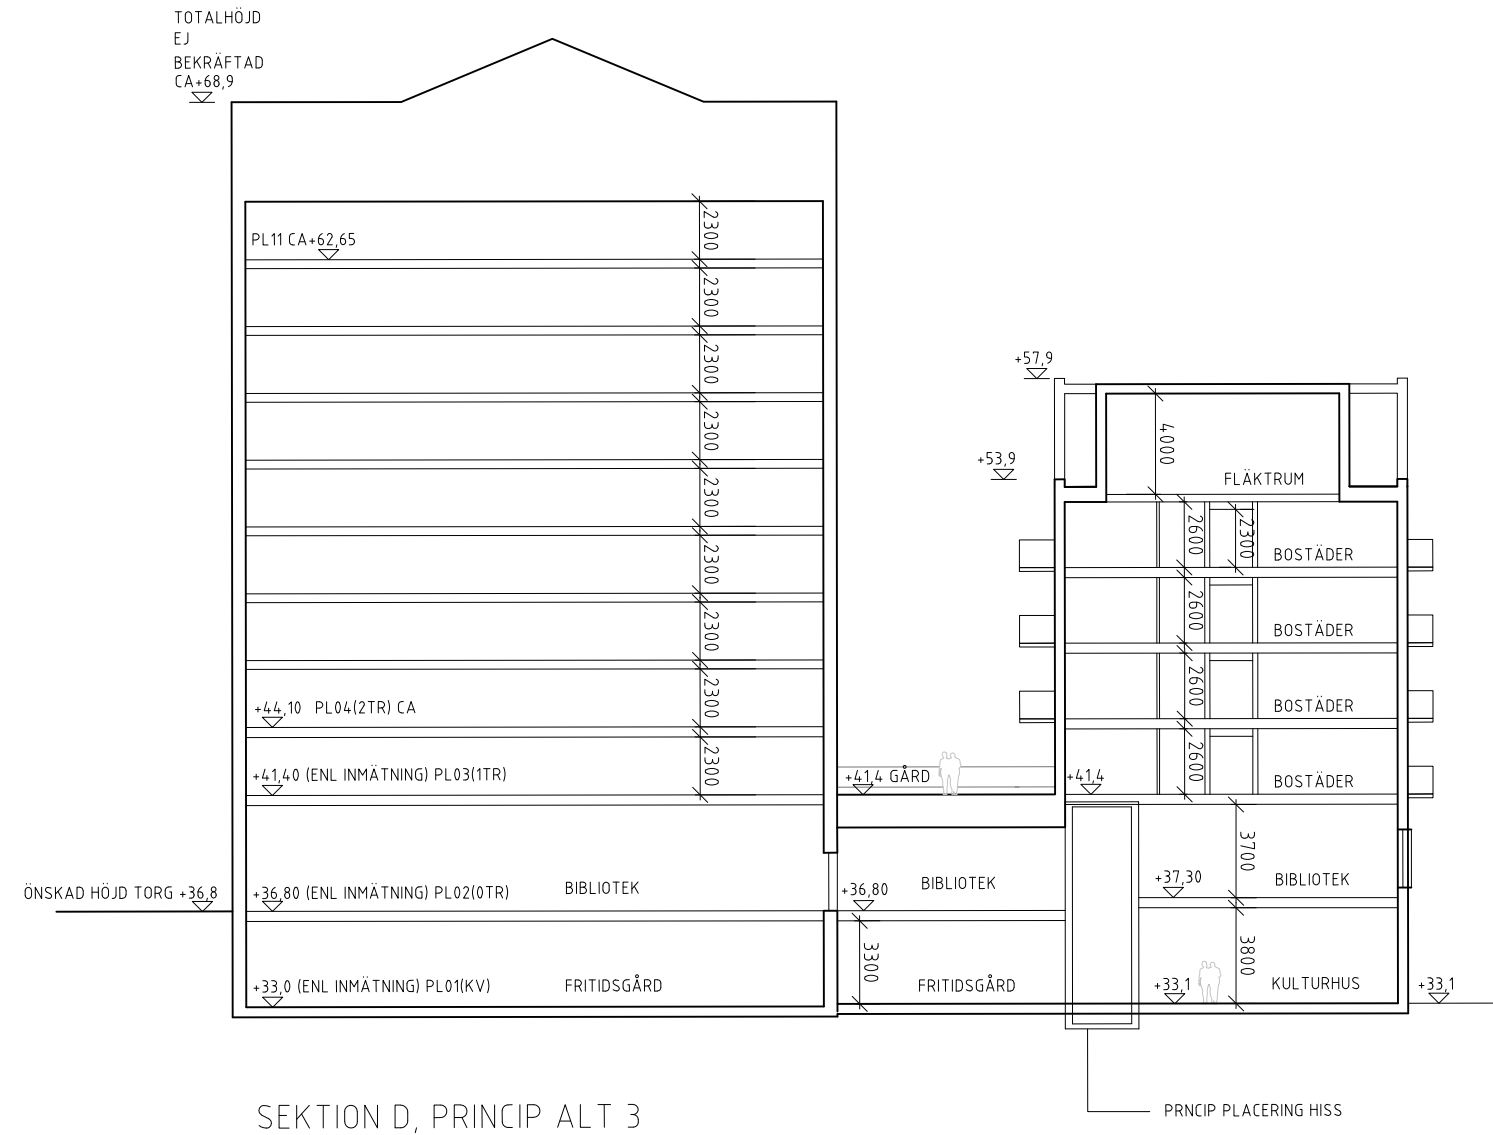 TOTALHÖJD
EJ
BEKRÄFTAD
CA+68,9
PL11 CA+62,65
2300
2300
2300
2300
2300
2300
2300
2300
2300
+44,10 PL04(2TR) CA
+41,40 (ENL INMÄTNING) PL03(1TR)
ÖNSKAD HÖJD TORG +36,8
+36,80 (ENL INMÄTNING) PL02(0TR)
BIBLIOTEK
+33,0 (ENL INMÄTNING) PL01(KV)
FRITIDSGÅRD
+41,4 GÅRD
+36,80
BIBLIOTEK
3300
FRITIDSGÅRD
+57,9
+53,9
4000
FLÄKTRUM
2600
2300
BOSTÄDER
2600
BOSTÄDER
2600
BOSTÄDER
+41,4
2600
BOSTÄDER
3700
+37,30
BIBLIOTEK
3800
+33,1
KULTURHUS
+33,1
PRNCIP PLACERING HISS
SEKTION D, PRINCIP ALT 3